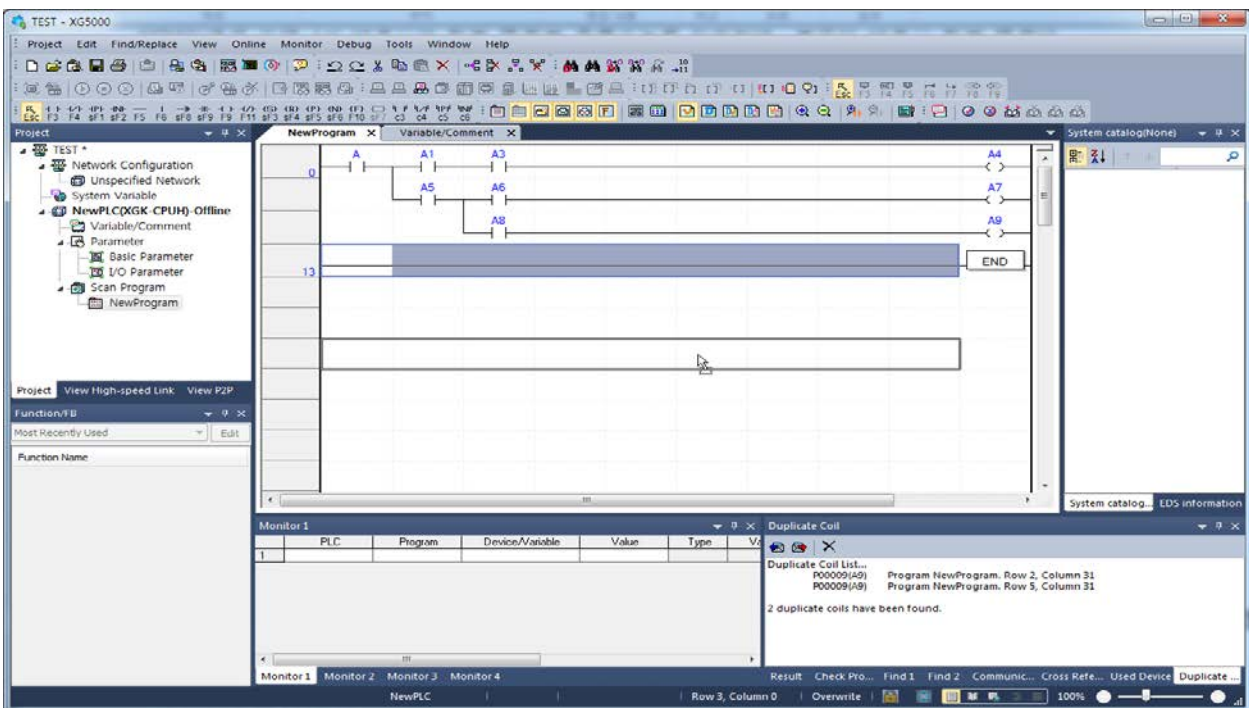 TEST - XG5000
Project Edit Find/Replace View Online Monitor Debug Tools Window Help
Project
NewProgram X
Variable/Comment X
System catalog(None)
TEST *
Network Configuration
Unspecified Network
System Variable
NewPLC(XGK-CPUH)-Offline
Variable/Comment
Parameter
Basic Parameter
I/O Parameter
Scan Program
NewProgram
A A1 A3 A4
0
A5 A6 A7
A8 A9
END
13
Project View High-speed Link View P2P
Function/FB
Most Recently Used Edit
Function Name
System catalog... EDS information
Monitor 1
PLC Program Device/Variable Value Type
1
Duplicate Coil
Duplicate Coil List...
P00009(A9) Program NewProgram. Row 2, Column 31
P00009(A9) Program NewProgram. Row 5, Column 31
2 duplicate coils have been found.
Monitor 1 Monitor 2 Monitor 3 Monitor 4
Result Check Pro... Find 1 Find 2 Communic... Cross Refe... Used Device Duplicate ...
NewPLC Row 3, Column 0 Overwrite 100%